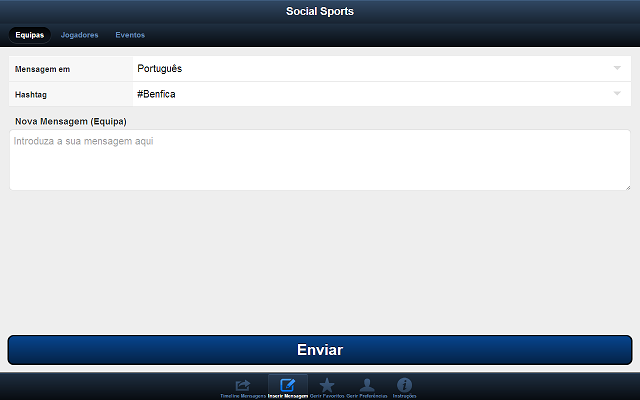 Social Sports
Equipas Jogadores Eventos
Mensagem em Português
Hashtag #Benfica
Nova Mensagem (Equipa)
Introduza a sua mensagem aqui
Enviar
Timeline Mensagens Inserir Mensagem Gerir Favoritos Gerir Preferências Instruções